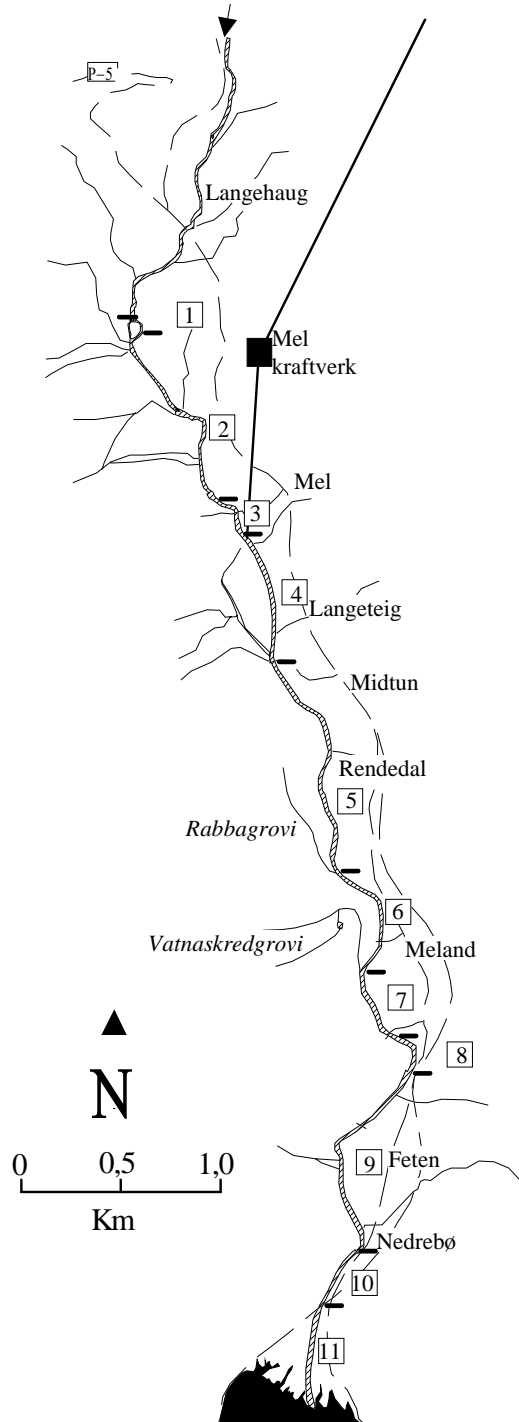 P-5
Langehaug
1
Mel
kraftverk
2
Mel
3
4
Langeteig
Midtun
Rendedal
5
Rabbagrovi
6
Vatnaskredgrovi
Meland
7
N
8
0 0,5 1,0
Km
9
Feten
Nedrebø
10
11